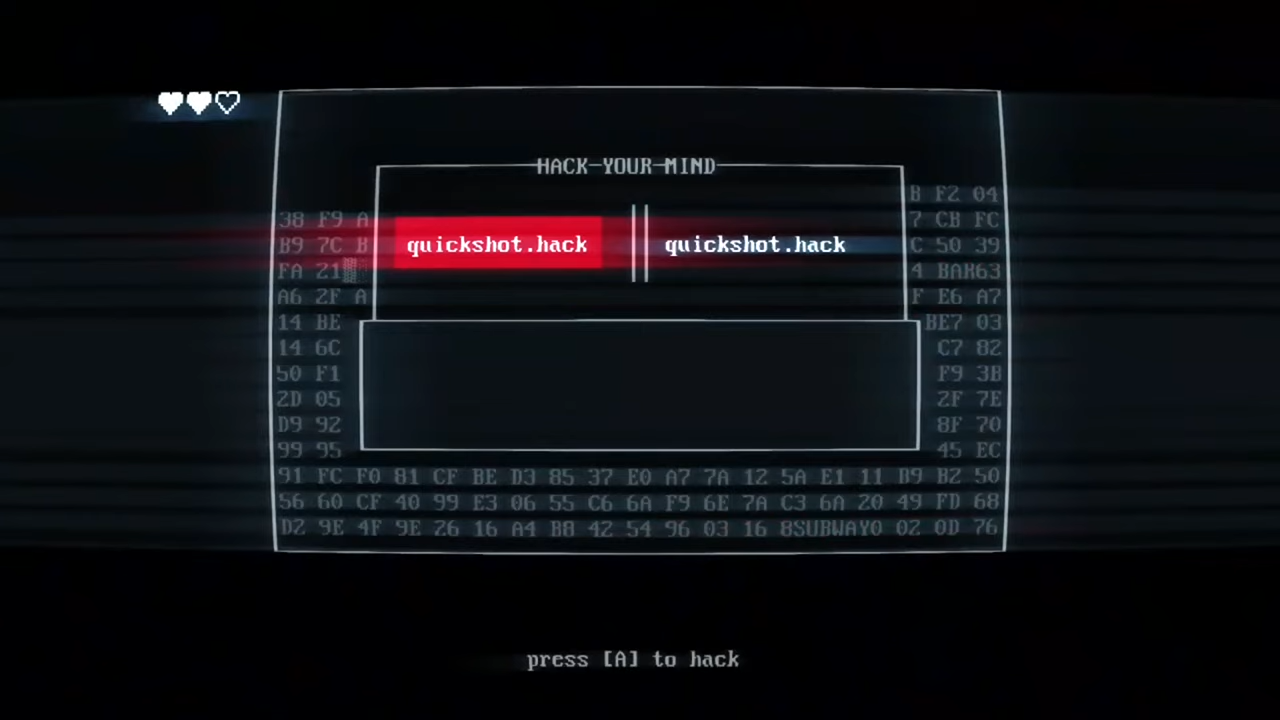 HACK YOUR MIND
B F2 04
38 F9 A
7 CB FC
B9 7C B
quickshot.hack
quickshot.hack
C 50 39
FA 21
4 BAH63
A6 2F A
F E6 A7
14 BE
BE7 03
14 6C
C7 82
50 F1
F9 3B
2D 05
2F 7E
D9 92
8F 70
99 95
45 EC
91 FC F0 81 CF BE D3 85 37 E0 A7 7A 12 5A E1 11 B9 B2 50
56 60 CF 40 99 E3 06 55 C6 6A F9 6E 7A C3 6A 20 49 FD 68
D2 9E 4F 9E 26 16 A4 B8 42 54 96 03 16 8SUBWAY0 02 0D 76
press [A] to hack